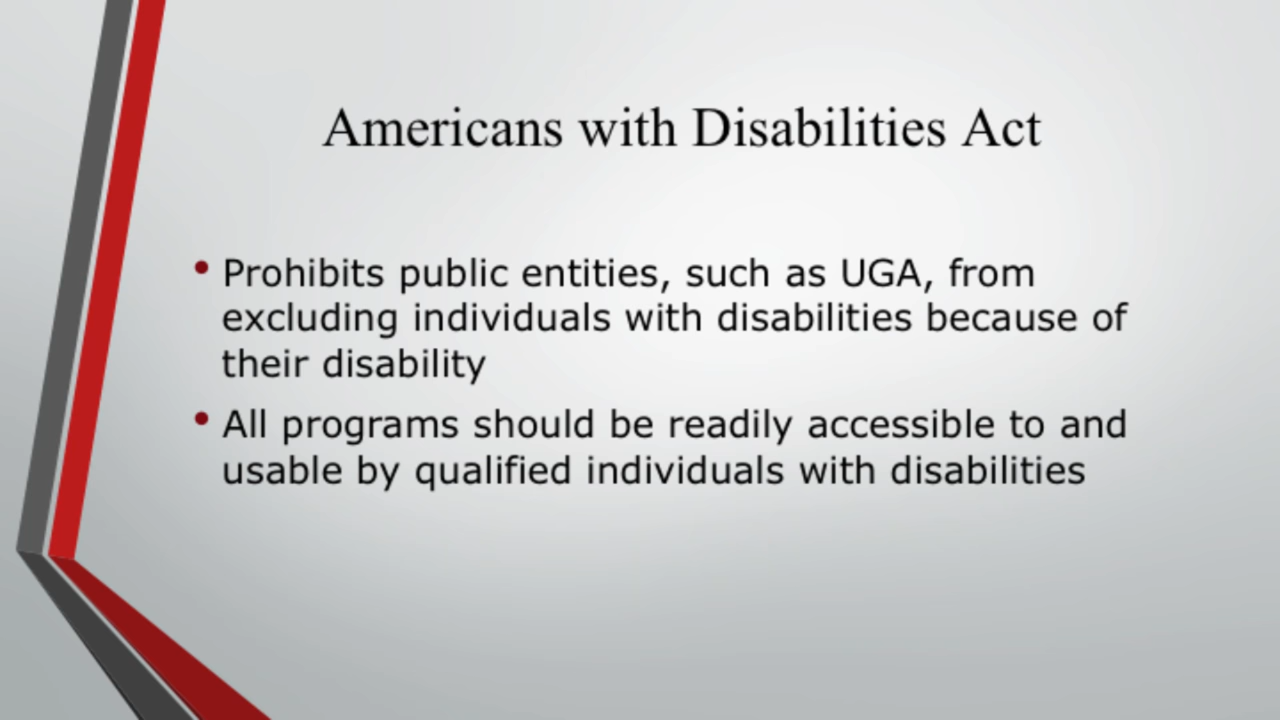 Americans with Disabilities Act
• Prohibits public entities, such as UGA, from
excluding individuals with disabilities because of
their disability
• All programs should be readily accessible to and
usable by qualified individuals with disabilities